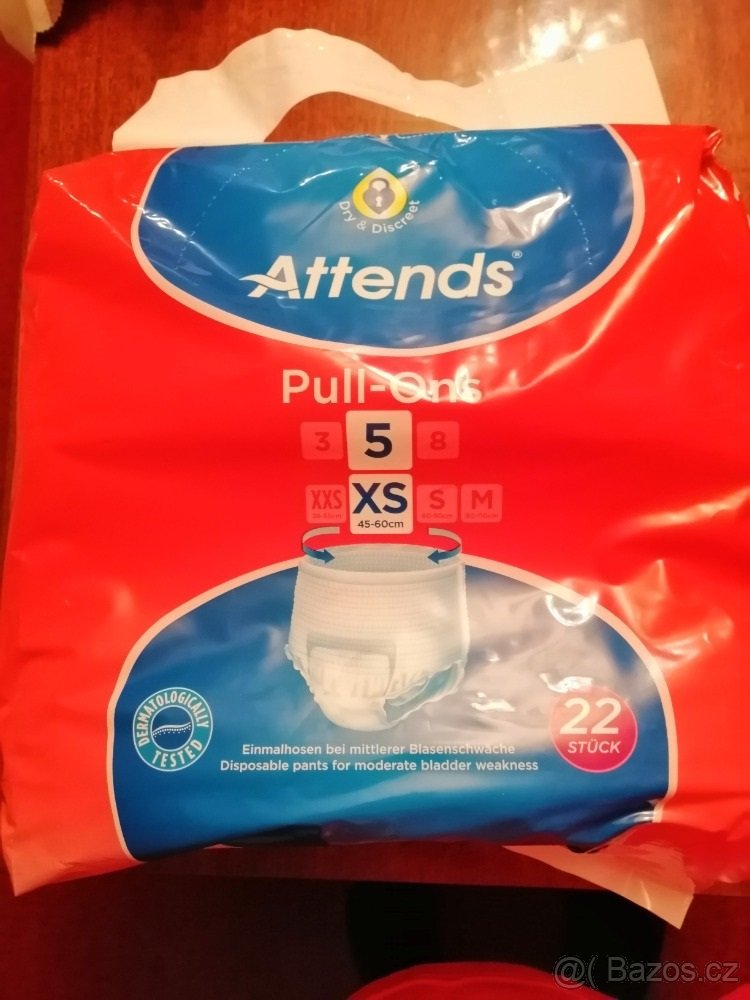 Dry & Discreet
Attends®
Pull-Ons
3 5 8
XXS XS S M
45-60cm
DERMATOLOGICALLY
TESTED
22
STÜCK
Einmalhosen bei mittlerer Blasenschwäche
Disposable pants for moderate bladder weakness
@( Bazos.cz